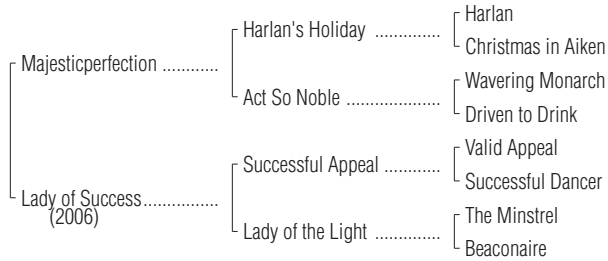 Harlan
Harlan's Holiday ..............
Christmas in Aiken
Majesticperfection ............
Wavering Monarch
Act So Noble ....................
Driven to Drink
Valid Appeal
Successful Appeal ............
Successful Dancer
Lady of Success................
(2006)
The Minstrel
Lady of the Light ..............
Beaconaire